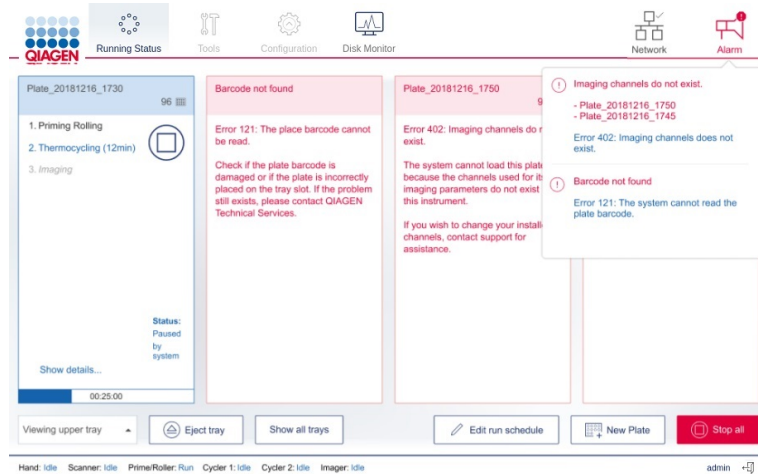 QIAGEN
Running Status
Tools
Configuration
Disk Monitor
Network
Alarm
Plate_20181216_1730
96
1. Priming Rolling
2. Thermocycling (12min)
3. Imaging
Status:
Paused
by
system
Show details...
00:25:00
Barcode not found
Error 121: The place barcode cannot
be read.
Check if the plate barcode is
damaged or if the plate is incorrectly
placed on the tray slot. If the problem
still exists, please contact QIAGEN
Technical Services.
Plate_20181216_1750
9
Error 402: Imaging channels do
exist.
The system cannot load this plate
because the channels used for its
imaging parameters do not exist
this instrument.
If you wish to change your install
channels, contact support for
assistance.
Imaging channels do not exist.
- Plate_20181216_1750
- Plate_20181216_1745
Error 402: Imaging channels does not
exist.
Barcode not found
Error 121: The system cannot read the
plate barcode.
Viewing upper tray
Eject tray
Show all trays
Edit run schedule
New Plate
Stop all
Hand: Idle Scanner: Idle Prime/Roller: Run Cycler 1: Idle Cycler 2: Idle Imager: Idle
admin